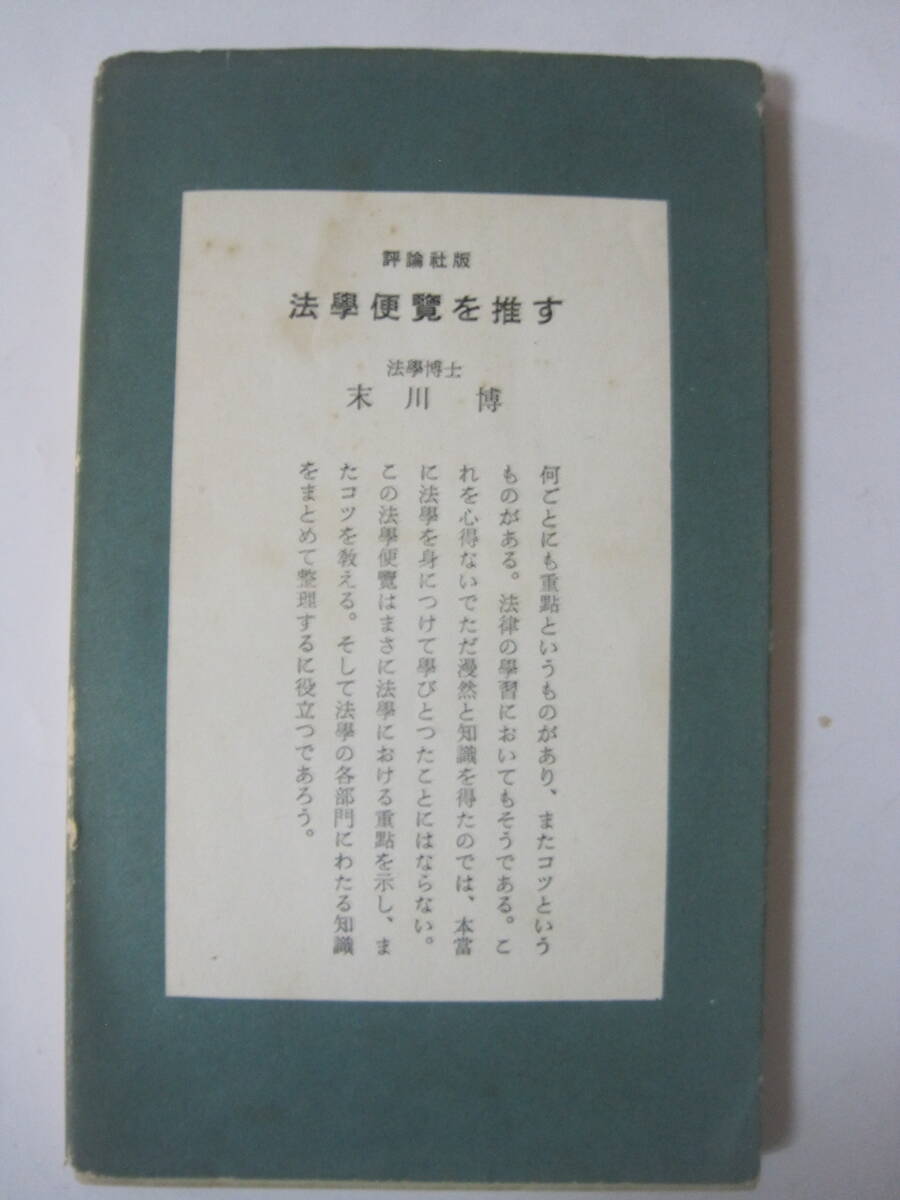 評論社版
法學便覽を推す
法學博士
末川 博
何ごとにも重點というものがあり、またコツという
ものがある。法律の學習においてもそうである。こ
れを心得ないでただ漫然と知識を得たのでは、本當
に法學を身につけて學びとつたことにはならない。
この法學便覽はまさに法學における重點を示し、ま
たコツを敎える。そして法學の各部門にわたる知識
をまとめて整理するに役立つであろう。